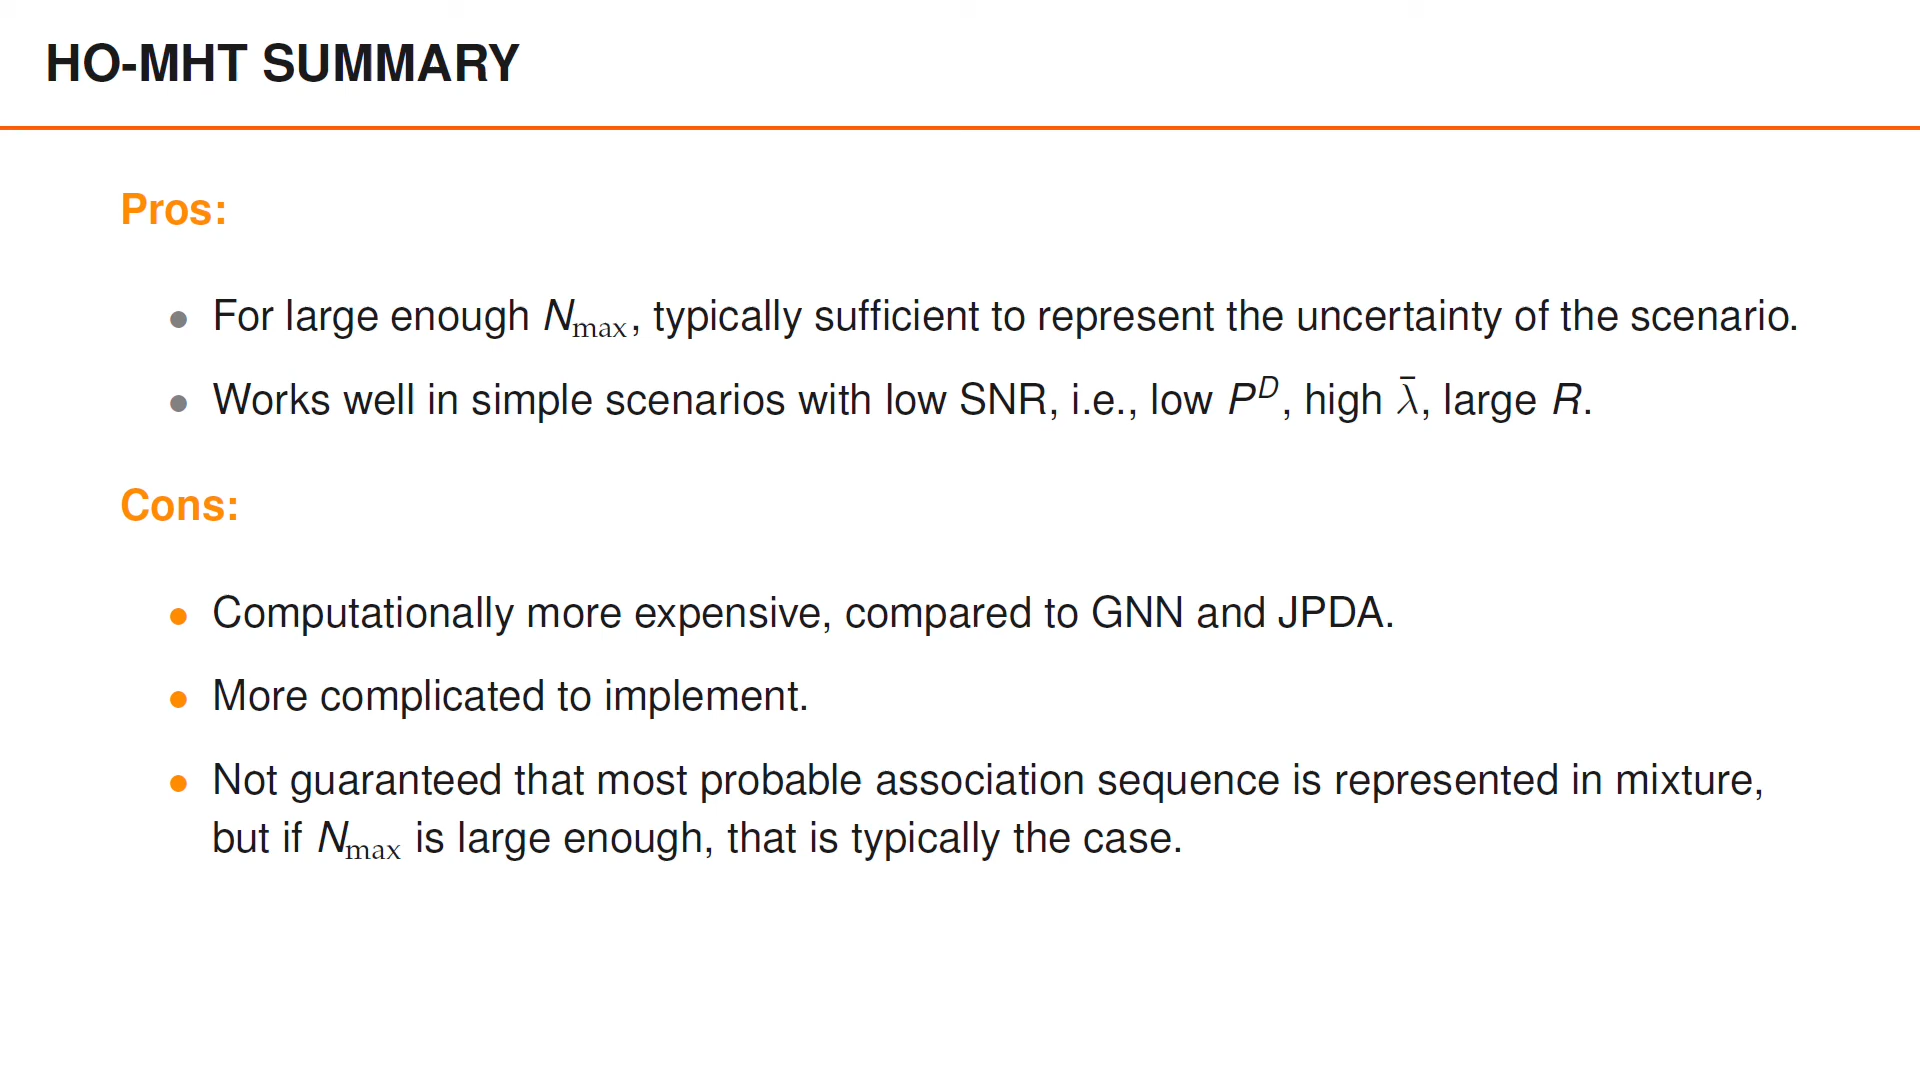 HO-MHT SUMMARY
Pros:
• For large enough N_max, typically sufficient to represent the uncertainty of the scenario.
• Works well in simple scenarios with low SNR, i.e., low P^D, high λ̄, large R.
Cons:
• Computationally more expensive, compared to GNN and JPDA.
• More complicated to implement.
• Not guaranteed that most probable association sequence is represented in mixture,
but if N_max is large enough, that is typically the case.